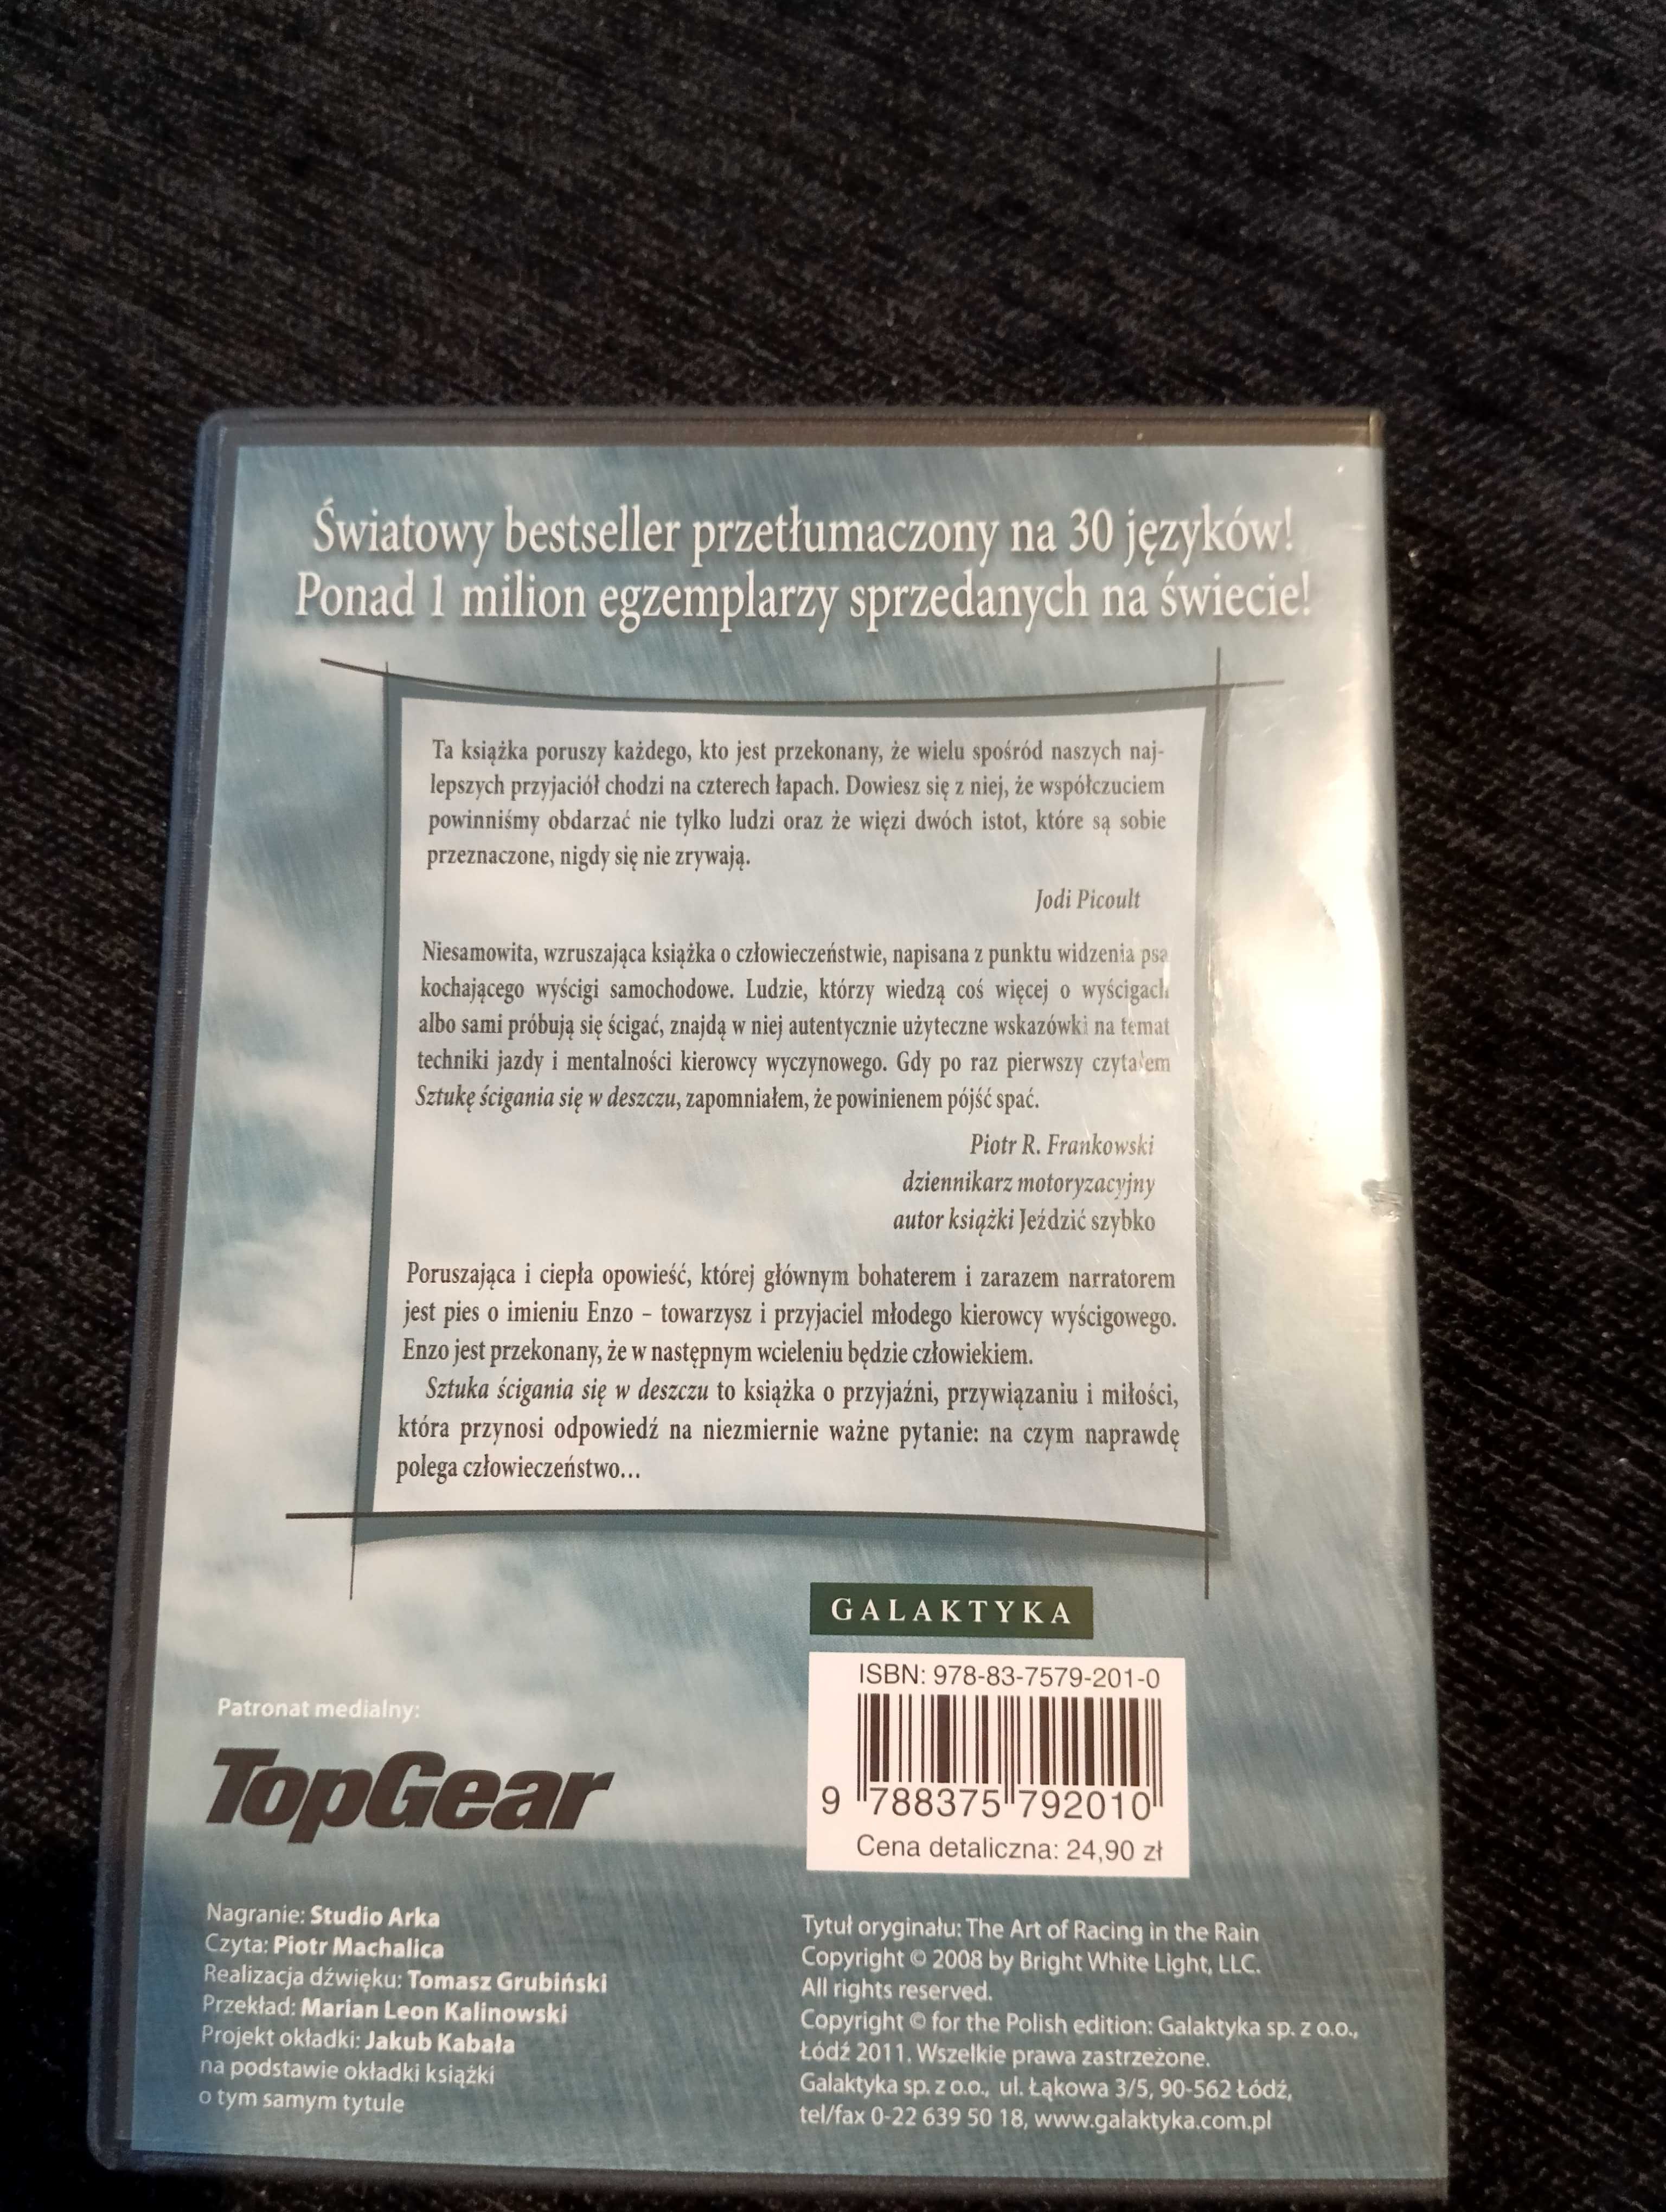 Światowy bestseller przetłumaczony na 30 języków!
Ponad 1 milion egzemplarzy sprzedanych na świecie!
Ta książka poruszy każdego, kto jest przekonany, że wielu spośród naszych naj-
lepszych przyjaciół chodzi na czterech łapach. Dowiesz się z niej, że współczuciem
powinniśmy obdarzać nie tylko ludzi oraz że więzi dwóch istot, które są sobie
przeznaczone, nigdy się nie zrywają.
Jodi Picoult
Niesamowita, wzruszająca książka o człowieczeństwie, napisana z punktu widzenia psa
kochającego wyścigi samochodowe. Ludzie, którzy wiedzą coś więcej o wyścigach
albo sami próbują się ścigać, znajdą w niej autentycznie użyteczne wskazówki na temat
techniki jazdy i mentalności kierowcy wyczynowego. Gdy po raz pierwszy czytałem
Sztukę ścigania się w deszczu, zapomniałem, że powinienem pójść spać.
Piotr R. Frankowski
dziennikarz motoryzacyjny
autor książki Jeździć szybko
Poruszająca i ciepła opowieść, której głównym bohaterem i zarazem narratorem
jest pies o imieniu Enzo – towarzysz i przyjaciel młodego kierowcy wyścigowego.
Enzo jest przekonany, że w następnym wcieleniu będzie człowiekiem.
Sztuka ścigania się w deszczu to książka o przyjaźni, przywiązaniu i miłości,
która przynosi odpowiedź na niezmiernie ważne pytanie: na czym naprawdę
polega człowieczeństwo...
GALAKTYKA
ISBN: 978-83-7579-201-0
9 788375 792010
Cena detaliczna: 24,90 zł
Patronat medialny:
TopGear
Nagranie: Studio Arka
Czyta: Piotr Machalica
Realizacja dźwięku: Tomasz Grubiński
Przekład: Marian Leon Kalinowski
Projekt okładki: Jakub Kabała
na podstawie okładki książki
o tym samym tytule
Tytuł oryginału: The Art of Racing in the Rain
Copyright © 2008 by Bright White Light, LLC.
All rights reserved.
Copyright © for the Polish edition: Galaktyka sp. z o.o.,
Łódź 2011. Wszelkie prawa zastrzeżone.
Galaktyka sp. z o.o., ul. Łąkowa 3/5, 90-562 Łódź,
tel/fax 0-22 639 50 18, www.galaktyka.com.pl